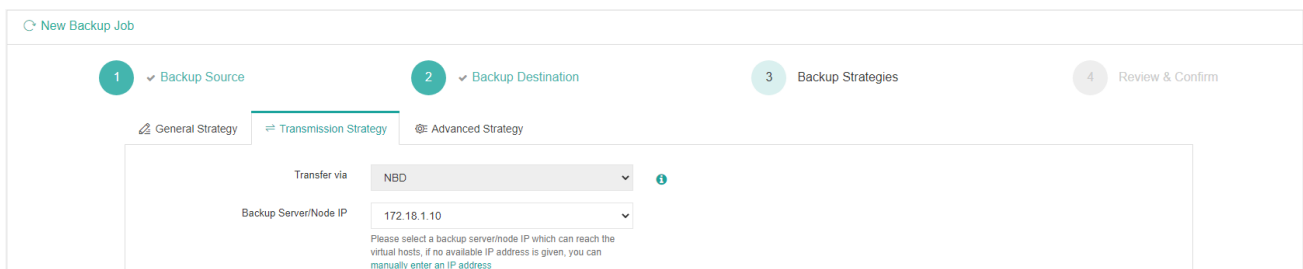 New Backup Job
1 Backup Source 2 Backup Destination 3 Backup Strategies 4 Review & Confirm
General Strategy Transmission Strategy Advanced Strategy
Transfer via NBD
Backup Server/Node IP 172.18.1.10
Please select a backup server/node IP which can reach the
virtual hosts, if no available IP address is given, you can
manually enter an IP address